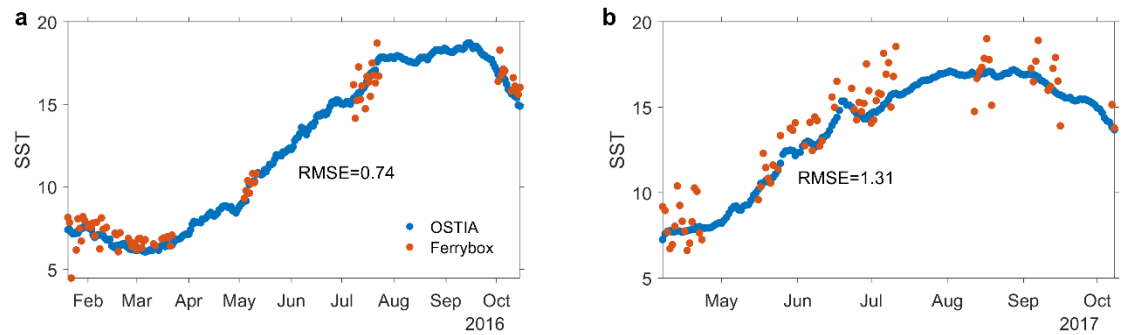 a
20
15
10
5
SST
RMSE=0.74
OSTIA
Ferrybox
Feb Mar Apr May Jun Jul Aug Sep Oct
2016
b
20
15
10
5
SST
RMSE=1.31
May Jun Jul Aug Sep Oct
2017